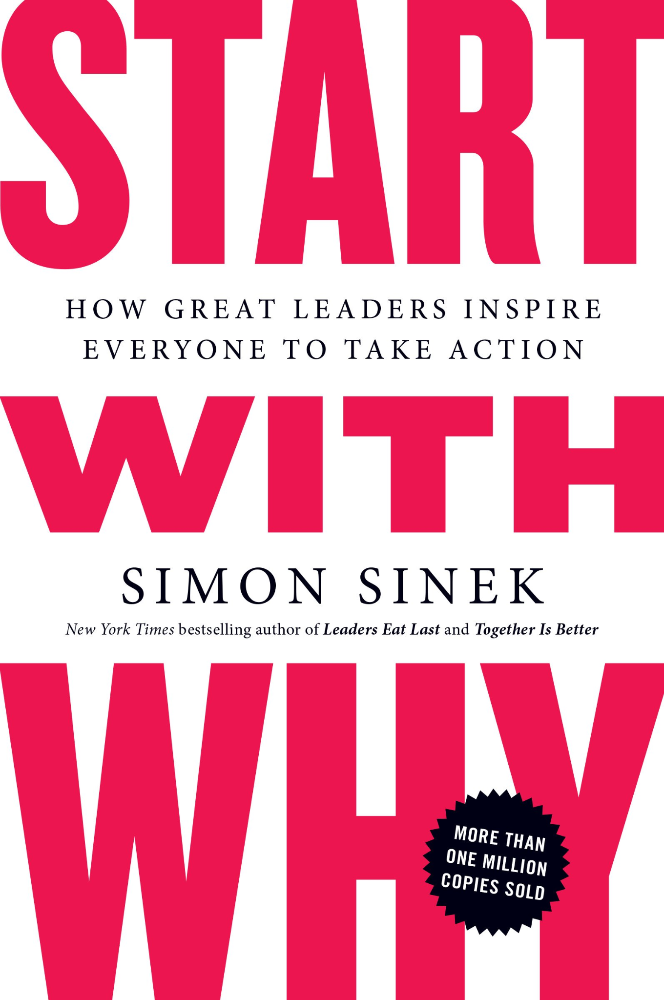 START
HOW GREAT LEADERS INSPIRE
EVERYONE TO TAKE ACTION
WITH
SIMON SINEK
New York Times bestselling author of Leaders Eat Last and Together Is Better
WHY
MORE THAN
ONE MILLION
COPIES SOLD